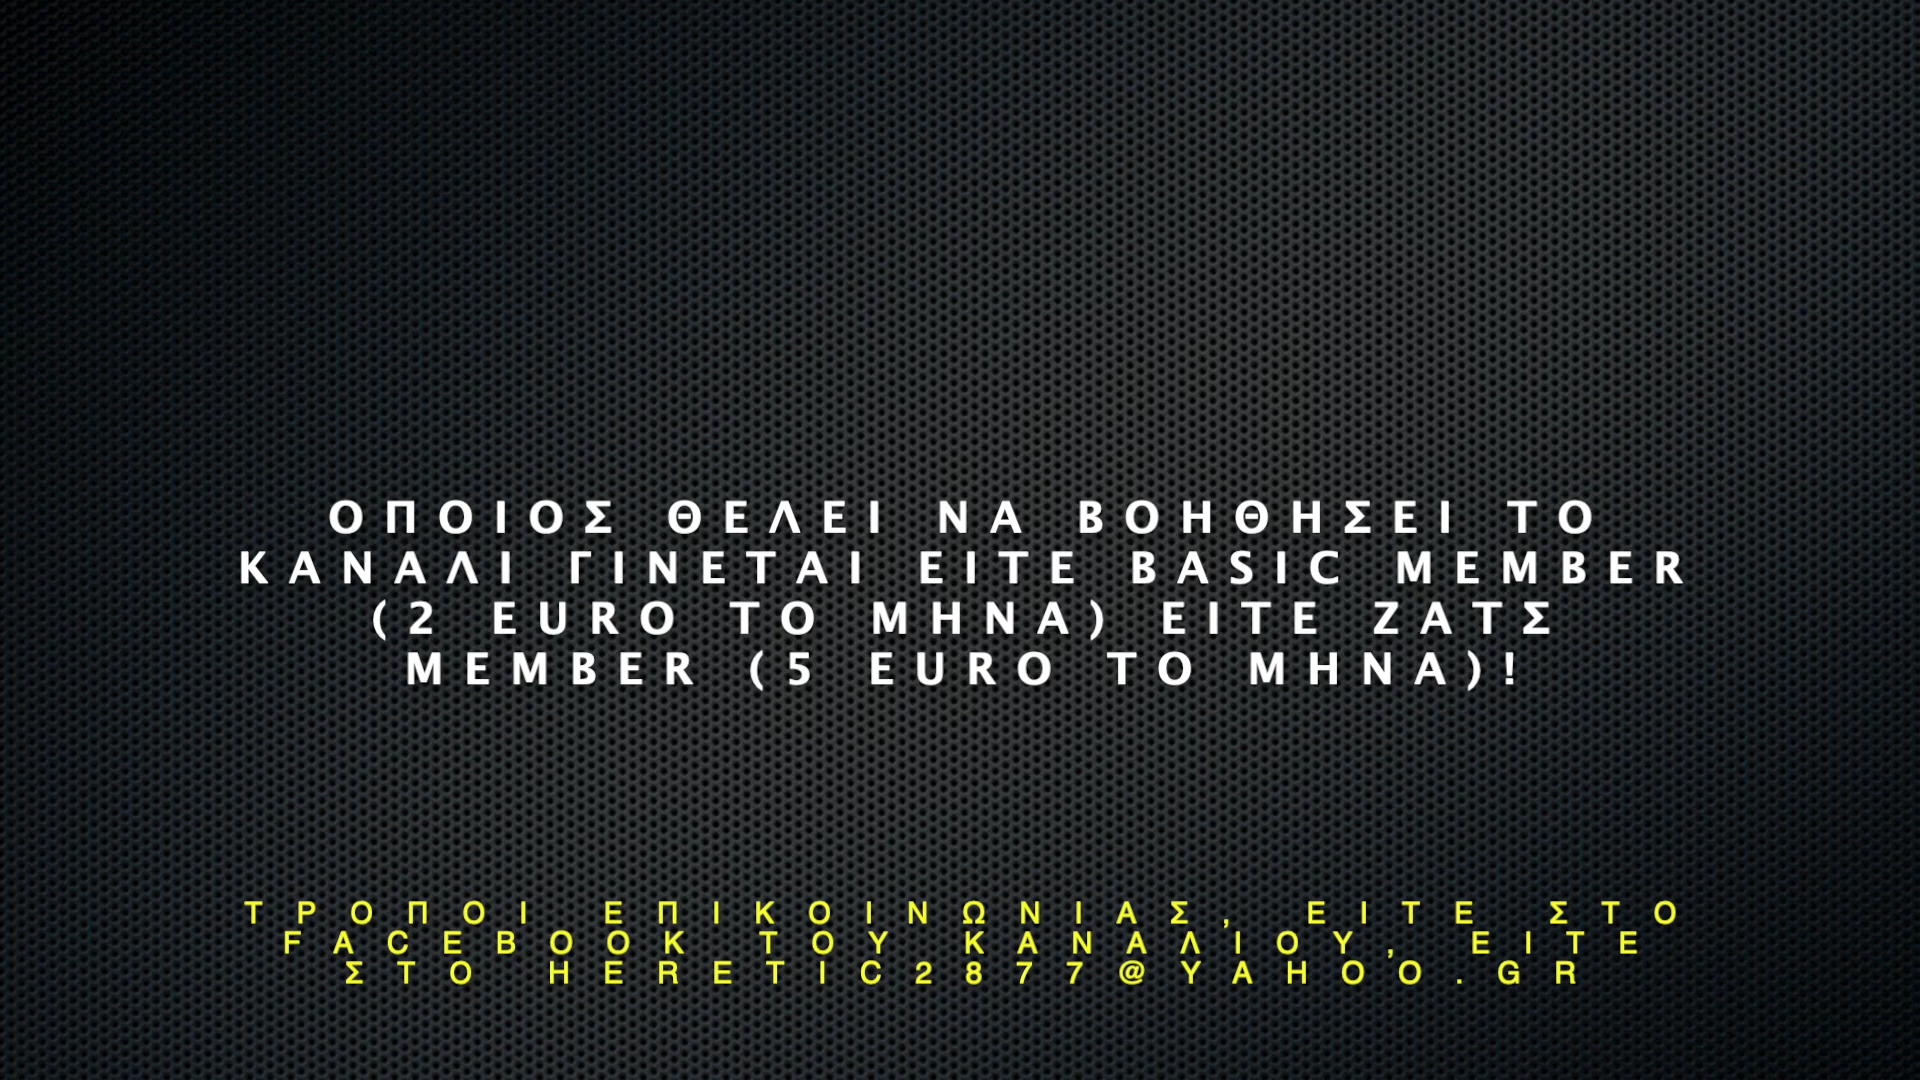 ΟΠΟΙΟΣ ΘΕΛΕΙ ΝΑ ΒΟΗΘΗΣΕΙ ΤΟ
ΚΑΝΑΛΙ ΓΙΝΕΤΑΙ ΕΙΤΕ BASIC MEMBER
(2 EURO ΤΟ ΜΗΝΑ) ΕΙΤΕ ΖΑΤΣ
MEMBER (5 EURO ΤΟ ΜΗΝΑ)!
ΤΡΟΠΟΙ ΕΠΙΚΟΙΝΩΝΙΑΣ, ΕΙΤΕ ΣΤΟ
FACEBOOK ΤΟΥ ΚΑΝΑΛΙΟΥ, ΕΙΤΕ
ΣΤΟ HERETIC2877@YAHOO.GR